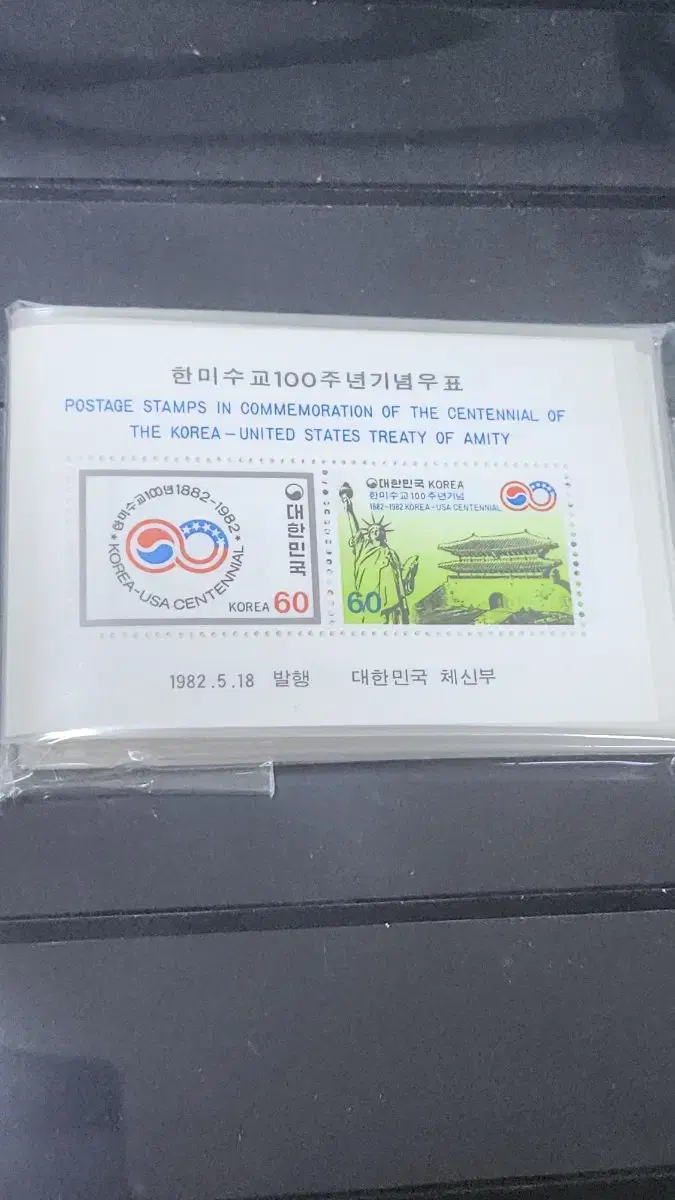 한미수교100주년기념우표
POSTAGE STAMPS IN COMMEMORATION OF THE CENTENNIAL OF
THE KOREA–UNITED STATES TREATY OF AMITY
★한미수교100년1882-1982★
KOREA-USA CENTENNIAL
대한민국
KOREA 60
대한민국 KOREA
한미수교100주년기념
1882-1982 KOREA-USA CENTENNIAL
60
1982.5.18 발행 대한민국 체신부